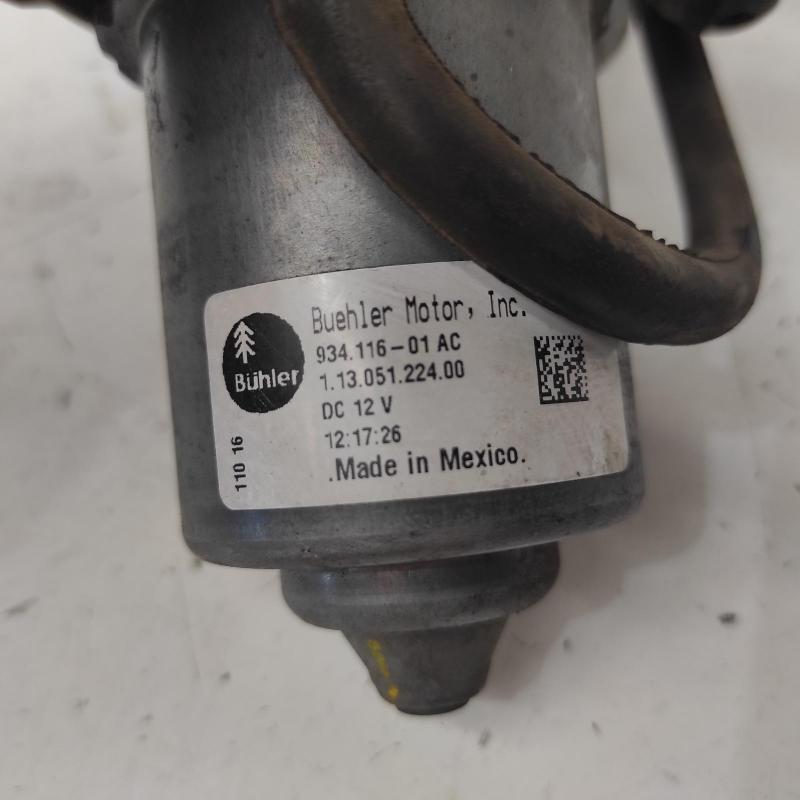 Buehler Motor, Inc.
934.116-01 AC
1.13.051.224.00
DC 12 V
12:17:26
.Made in Mexico.
Bühler
110 16